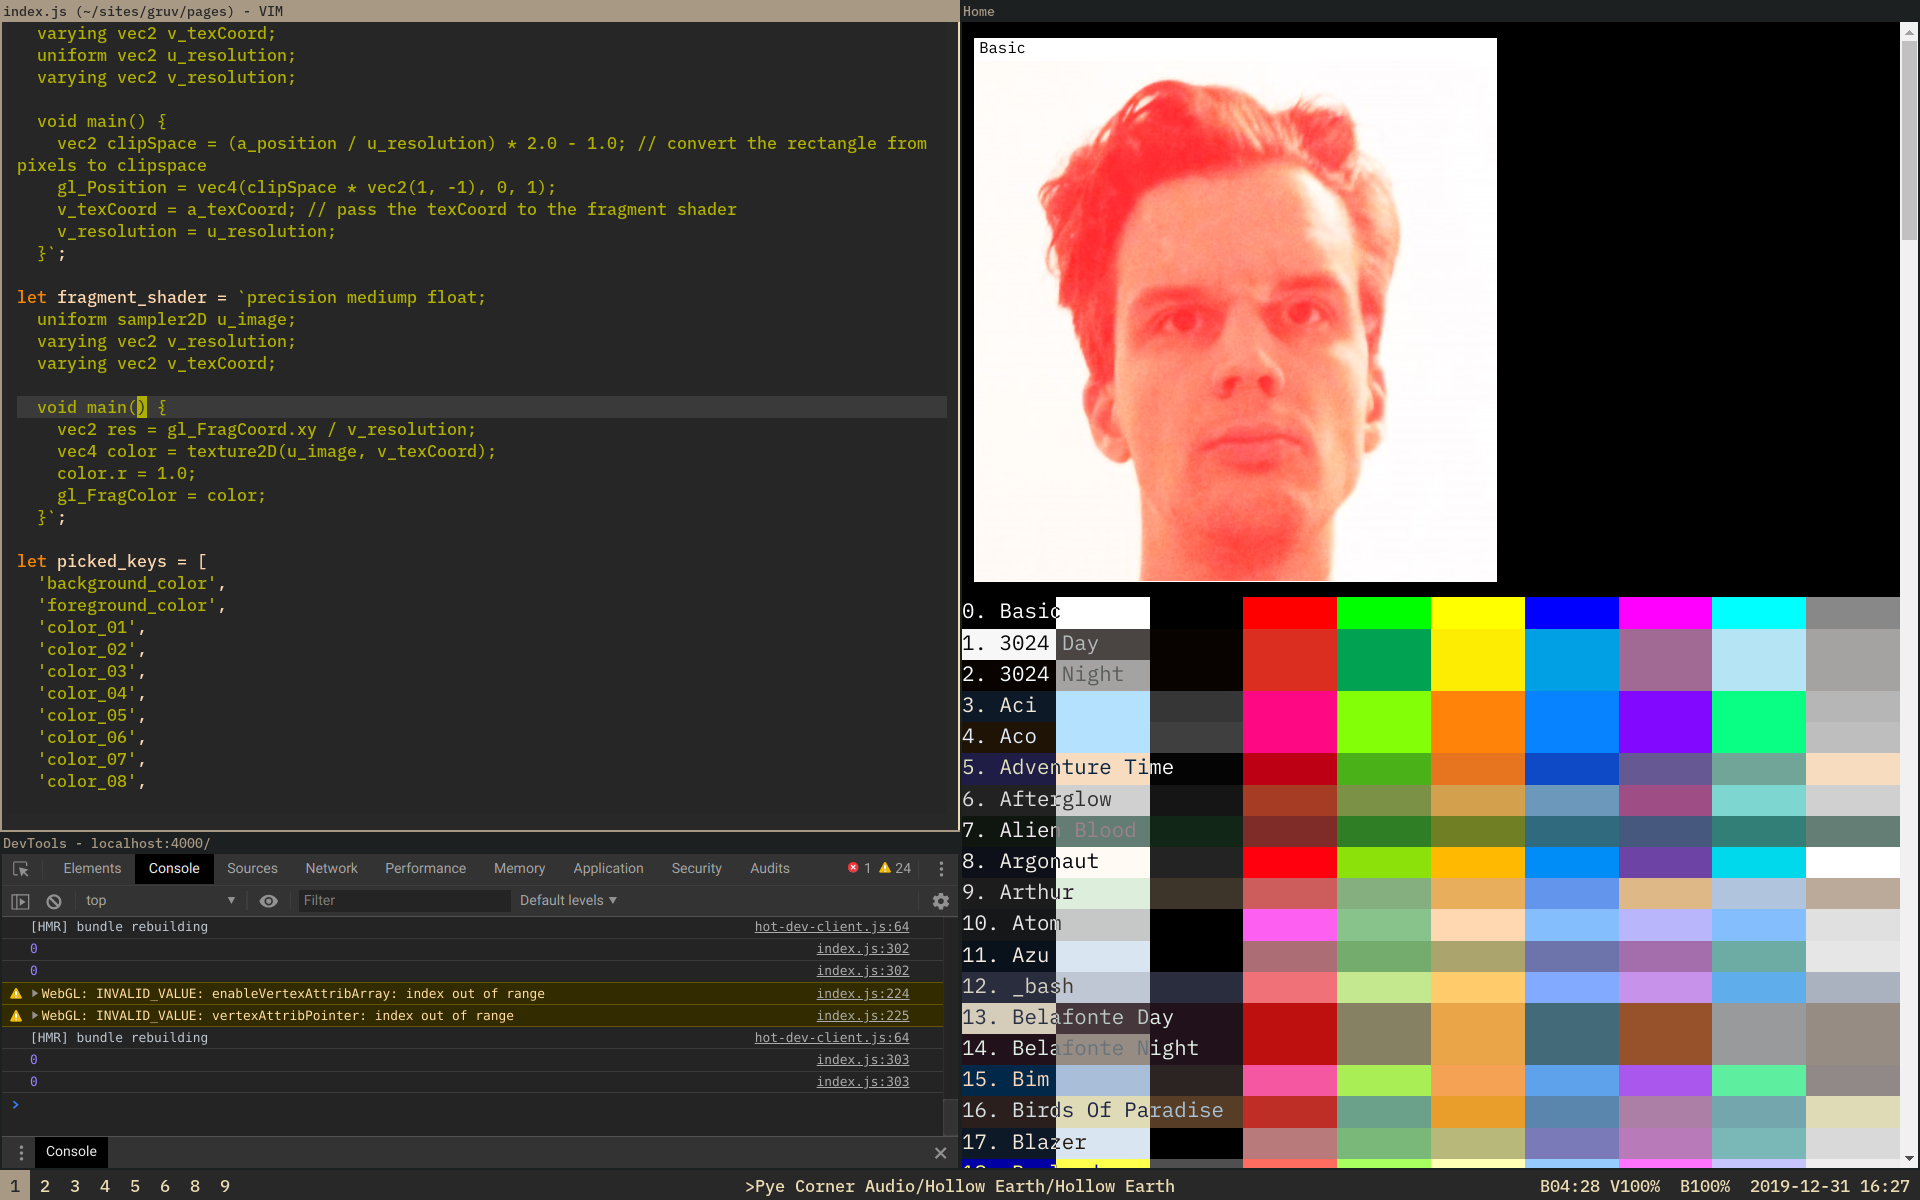 index.js (~/sites/gruv/pages) - VIM
varying vec2 v_texCoord;
uniform vec2 u_resolution;
varying vec2 v_resolution;
void main() {
vec2 clipSpace = (a_position / u_resolution) * 2.0 - 1.0; // convert the rectangle from
pixels to clipspace
gl_Position = vec4(clipSpace * vec2(1, -1), 0, 1);
v_texCoord = a_texCoord; // pass the texCoord to the fragment shader
v_resolution = u_resolution;
}`;
let fragment_shader = `precision mediump float;
uniform sampler2D u_image;
varying vec2 v_resolution;
varying vec2 v_texCoord;
void main() {
vec2 res = gl_FragCoord.xy / v_resolution;
vec4 color = texture2D(u_image, v_texCoord);
color.r = 1.0;
gl_FragColor = color;
}`;
let picked_keys = [
'background_color',
'foreground_color',
'color_01',
'color_02',
'color_03',
'color_04',
'color_05',
'color_06',
'color_07',
'color_08',
DevTools - localhost:4000/
Elements Console Sources Network Performance Memory Application Security Audits 1 24
top Filter Default levels
[HMR] bundle rebuilding hot-dev-client.js:64
0 index.js:302
0 index.js:302
WebGL: INVALID_VALUE: enableVertexAttribArray: index out of range index.js:224
WebGL: INVALID_VALUE: vertexAttribPointer: index out of range index.js:225
[HMR] bundle rebuilding hot-dev-client.js:64
0 index.js:303
0 index.js:303
>
Console
Home
Basic
0. Basic
1. 3024 Day
2. 3024 Night
3. Aci
4. Aco
5. Adventure Time
6. Afterglow
7. Alien Blood
8. Argonaut
9. Arthur
10. Atom
11. Azu
12. _bash
13. Belafonte Day
14. Belafonte Night
15. Bim
16. Birds Of Paradise
17. Blazer
1 2 3 4 5 6 8 9 >Pye Corner Audio/Hollow Earth/Hollow Earth B04:28 V100% B100% 2019-12-31 16:27